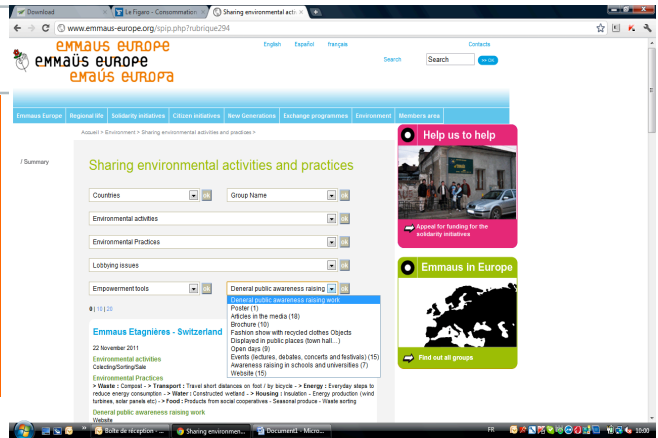 Download
Le Figaro - Consommation
Sharing environmental acti
www.emmaus-europe.org/spip.php?rubrique294
emmaus europe
emmaüs europe
emaús europa
English Español français
Contacts
Search Search
Emmaus Europe Regional life Solidarity initiatives Citizen initiatives New Generations Exchange programmes Environment Members area
Accueil > Environment > Sharing environmental activities and practices >
/ Summary
Sharing environmental activities and practices
Countries ok Group Name ok
Environmental activities ok
Environmental Practices ok
Lobbying issues ok
Empowerment tools ok Deneral public awareness raising ok
Deneral public awareness raising work
Poster (1)
Articles in the media (18)
Brochure (10)
Fashion show with recycled clothes Objects
Displayed in public places (town hall...)
Open days (9)
Events (lectures, debates, concerts and festivals) (15)
Awareness raising in schools and universities (7)
Website (15)
0 | 10 | 20
Emmaus Etagnières - Switzerland
22 November 2011
Environmental activities
Colecting/Sorting/Sale
Environmental Practices
> Waste : Compost - > Transport : Travel short distances on foot / by bicycle - > Energy : Everyday steps to
reduce energy consumption - > Water : Constructed wetland - > Housing : Insulation - Energy production (wind
turbines, solar panels etc) - > Food : Products from social cooperatives - Seasonal produce - Waste sorting
Deneral public awareness raising work
Website
Help us to help
Appeal for funding for the
solidarity initiatives
Emmaus in Europe
Find out all groups
Boîte de réception - ...
Sharing environmen...
Document1 - Micro...
FR
10:00